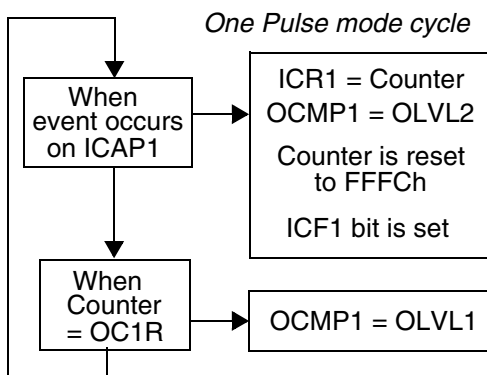 One Pulse mode cycle
When
event occurs
on ICAP1
ICR1 = Counter
OCMP1 = OLVL2
Counter is reset
to FFFCh
ICF1 bit is set
When
Counter
= OC1R
OCMP1 = OLVL1